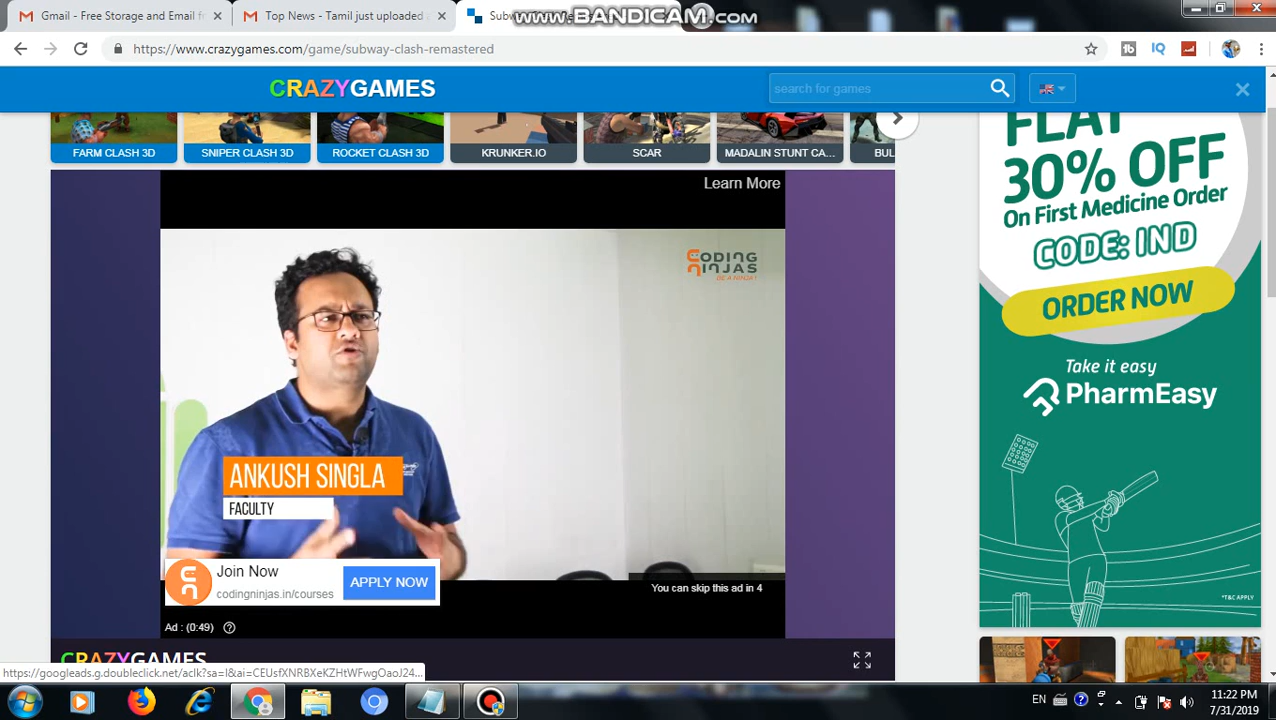 Gmail - Free Storage and Email fr
Top News - Tamil just uploaded a
Subw
WWW.BANDICAM.COM
https://www.crazygames.com/game/subway-clash-remastered
CRAZYGAMES
search for games
FARM CLASH 3D
SNIPER CLASH 3D
ROCKET CLASH 3D
KRUNKER.IO
SCAR
MADALIN STUNT CA...
BUL
Learn More
CODING
NINJAS
BE A NINJA!
ANKUSH SINGLA
FACULTY
Join Now
codingninjas.in/courses
APPLY NOW
You can skip this ad in 4
Ad : (0:49)
CRAZYGAMES
FLAT
30% OFF
On First Medicine Order
CODE: IND
ORDER NOW
Take it easy
PharmEasy
*T&C APPLY
https://googleads.g.doubleclick.net/aclk?sa=l&ai=CEUsfXNRBXeKZHtWFwgOaoJ24...
EN
11:22 PM
7/31/2019